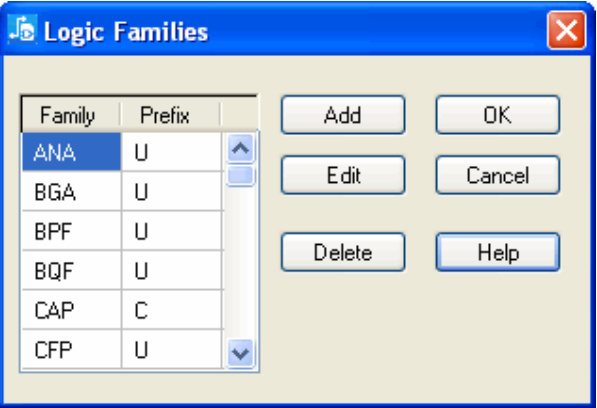 Logic Families
Family Prefix
ANA U
BGA U
BPF U
BQF U
CAP C
CFP U
Add OK
Edit Cancel
Delete Help